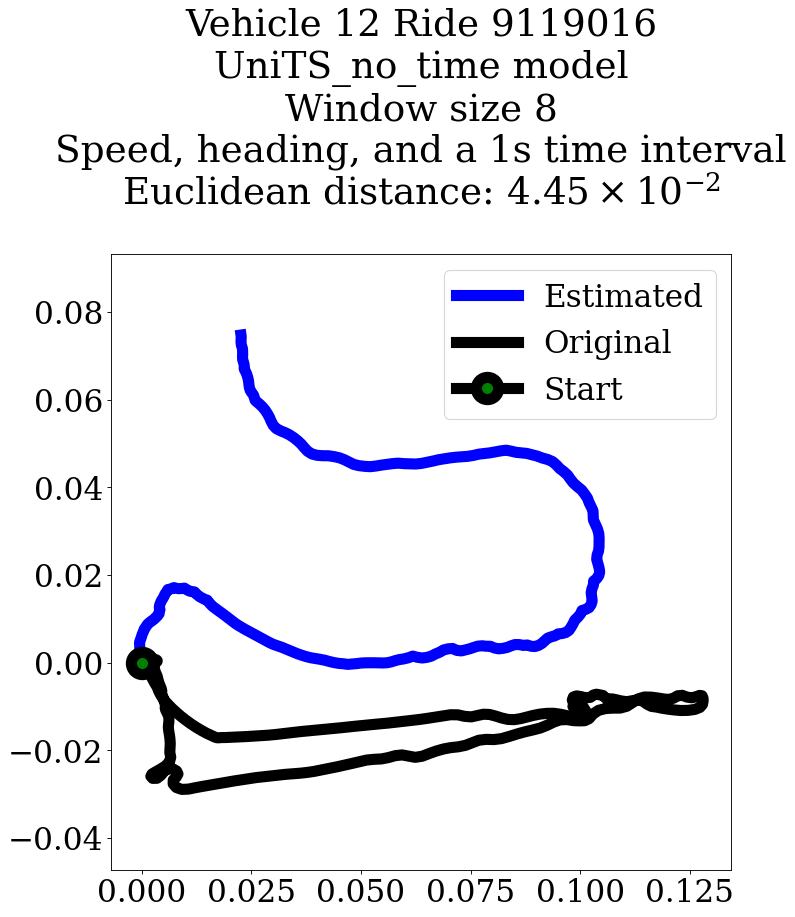 Vehicle 12 Ride 9119016
UniTS_no_time model
Window size 8
Speed, heading, and a 1s time interval
Euclidean distance: 4.45 × 10⁻²
Estimated
Original
Start
0.08
0.06
0.04
0.02
0.00
−0.02
−0.04
0.000 0.025 0.050 0.075 0.100 0.125